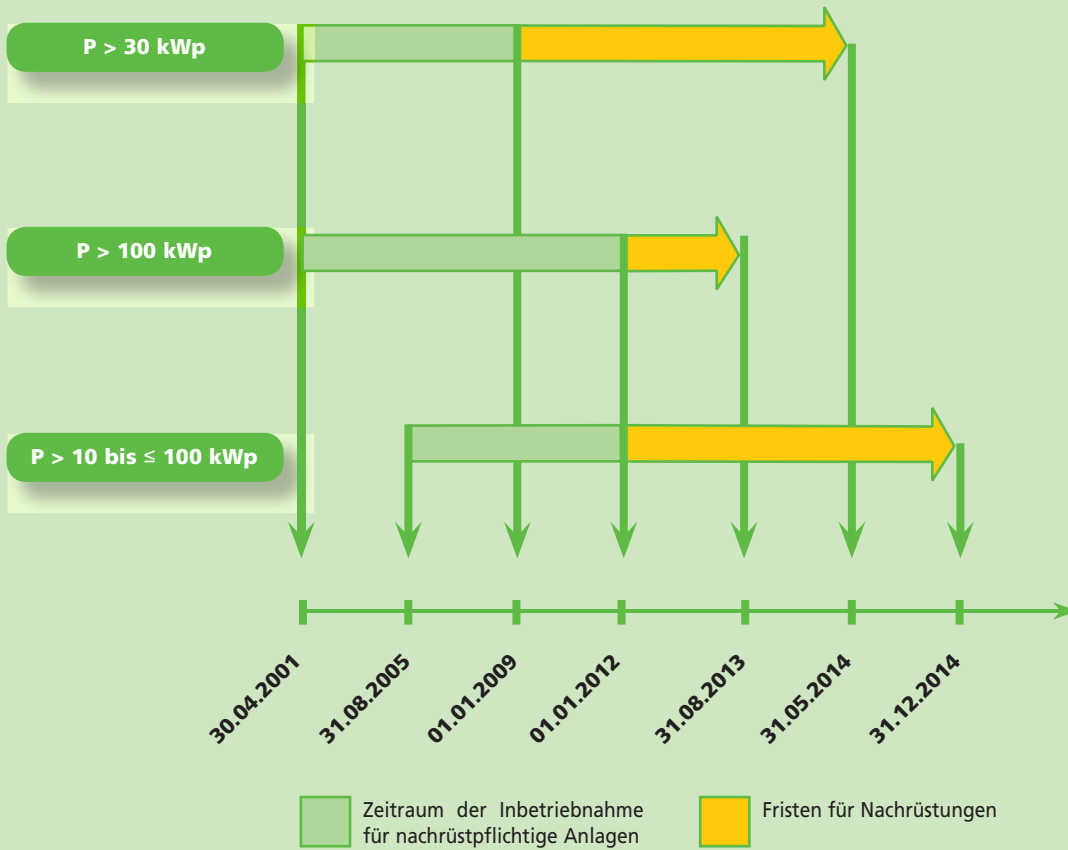 P > 30 kWp
P > 100 kWp
P > 10 bis ≤ 100 kWp
30.04.2001
31.08.2005
01.01.2009
01.01.2012
31.08.2013
31.05.2014
31.12.2014
Zeitraum der Inbetriebnahme
für nachrüstpflichtige Anlagen
Fristen für Nachrüstungen